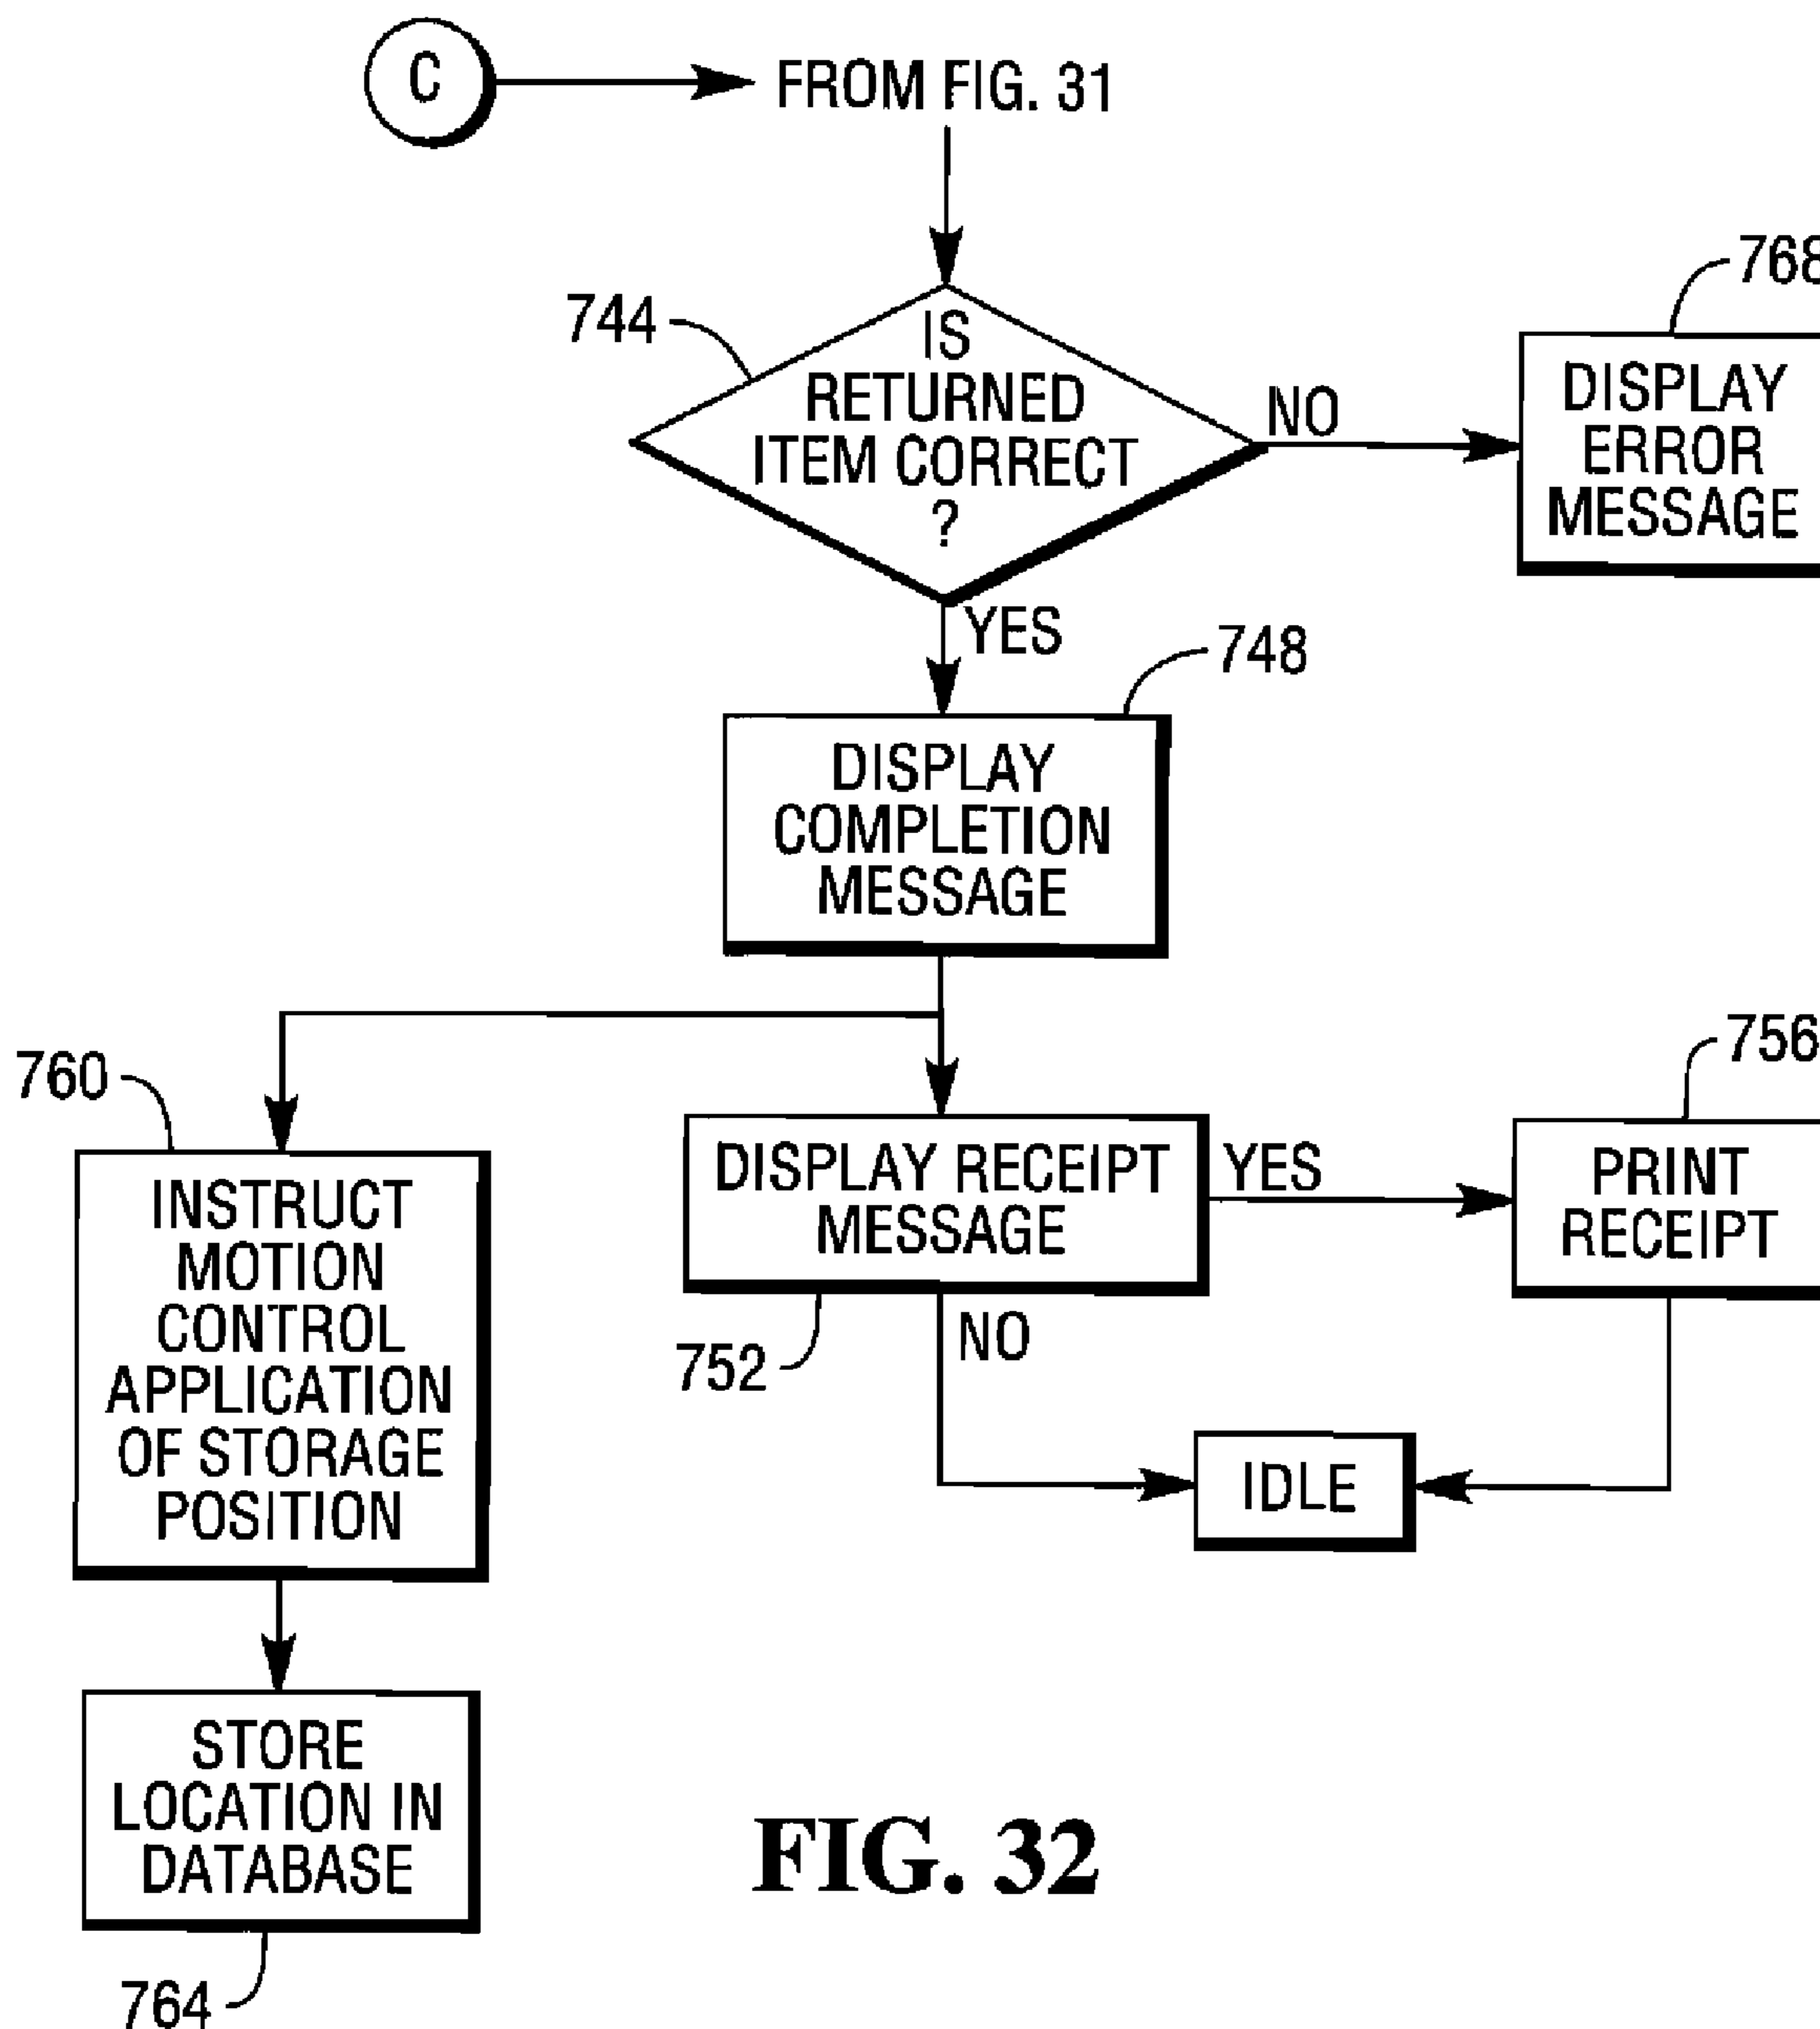 C
FROM FIG. 31
744
IS
RETURNED
ITEM CORRECT
?
NO
768
DISPLAY
ERROR
MESSAGE
YES
748
DISPLAY
COMPLETION
MESSAGE
760
INSTRUCT
MOTION
CONTROL
APPLICATION
OF STORAGE
POSITION
DISPLAY RECEIPT
MESSAGE
752
YES
NO
756
PRINT
RECEIPT
IDLE
STORE
LOCATION IN
DATABASE
764
FIG. 32